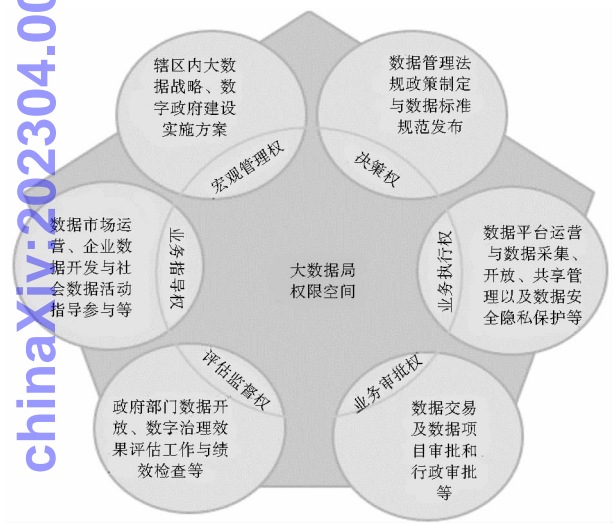 辖区内大数
据战略、数
字政府建设
实施方案
宏观管理权
数据管理法
规政策制定
与数据标准
规范发布
决策权
数据市场运
营、企业数
据开发与社
会数据活动
指导参与等
业务指导权
大数据局
权限空间
业务执行权
数据平台运营
与数据采集、
开放、共享管
理以及数据安
全隐私保护等
评估监督权
政府部门数据开
放、数字治理效
果评估工作与绩
效检查等
业务审批权
数据交易
及数据项
目审批和
行政审批
等
chinaXiv:202304.00